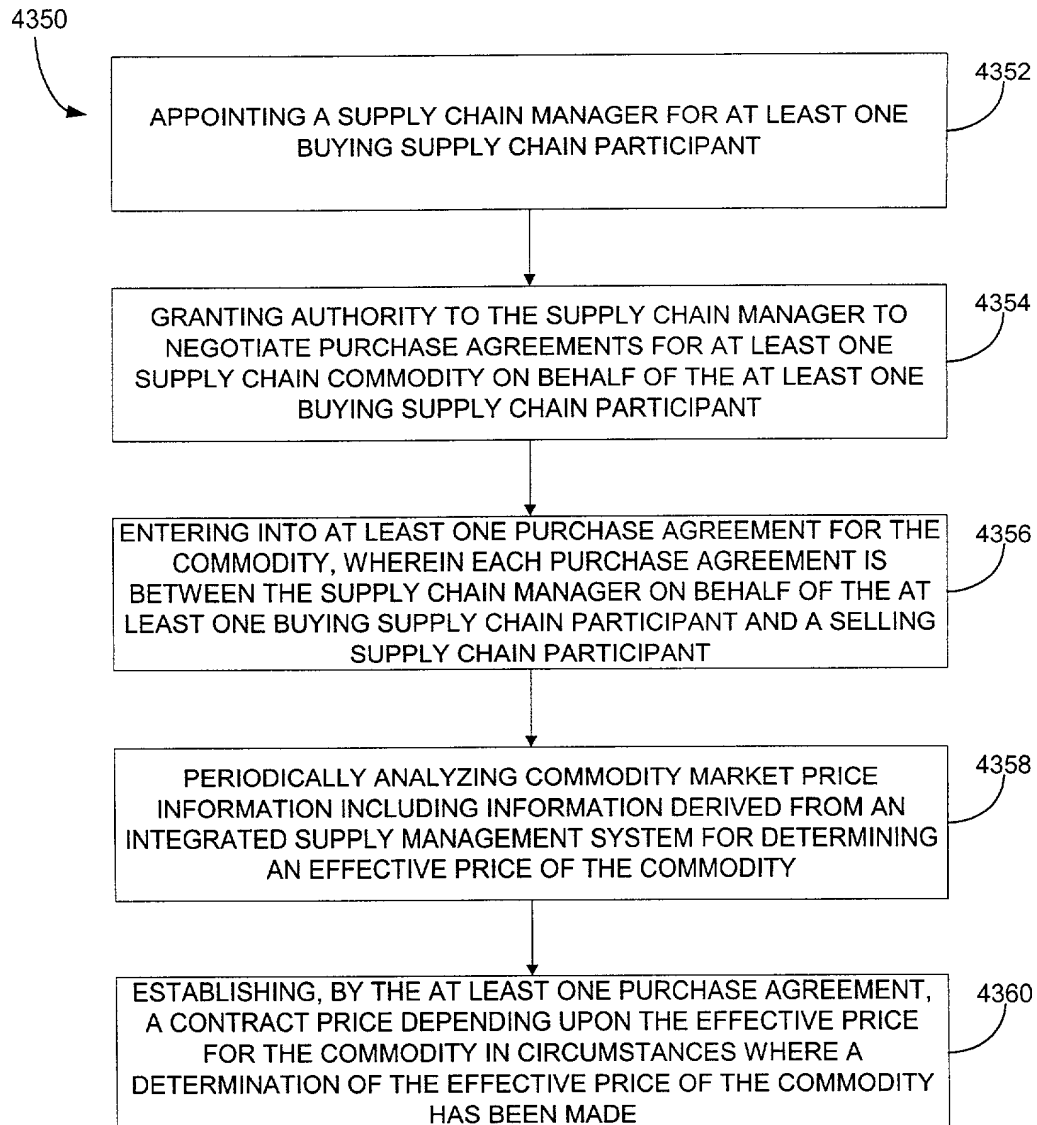 4350
4352
APPOINTING A SUPPLY CHAIN MANAGER FOR AT LEAST ONE
BUYING SUPPLY CHAIN PARTICIPANT
4354
GRANTING AUTHORITY TO THE SUPPLY CHAIN MANAGER TO
NEGOTIATE PURCHASE AGREEMENTS FOR AT LEAST ONE
SUPPLY CHAIN COMMODITY ON BEHALF OF THE AT LEAST ONE
BUYING SUPPLY CHAIN PARTICIPANT
4356
ENTERING INTO AT LEAST ONE PURCHASE AGREEMENT FOR THE
COMMODITY, WHEREIN EACH PURCHASE AGREEMENT IS
BETWEEN THE SUPPLY CHAIN MANAGER ON BEHALF OF THE AT
LEAST ONE BUYING SUPPLY CHAIN PARTICIPANT AND A SELLING
SUPPLY CHAIN PARTICIPANT
4358
PERIODICALLY ANALYZING COMMODITY MARKET PRICE
INFORMATION INCLUDING INFORMATION DERIVED FROM AN
INTEGRATED SUPPLY MANAGEMENT SYSTEM FOR DETERMINING
AN EFFECTIVE PRICE OF THE COMMODITY
4360
ESTABLISHING, BY THE AT LEAST ONE PURCHASE AGREEMENT,
A CONTRACT PRICE DEPENDING UPON THE EFFECTIVE PRICE
FOR THE COMMODITY IN CIRCUMSTANCES WHERE A
DETERMINATION OF THE EFFECTIVE PRICE OF THE COMMODITY
HAS BEEN MADE